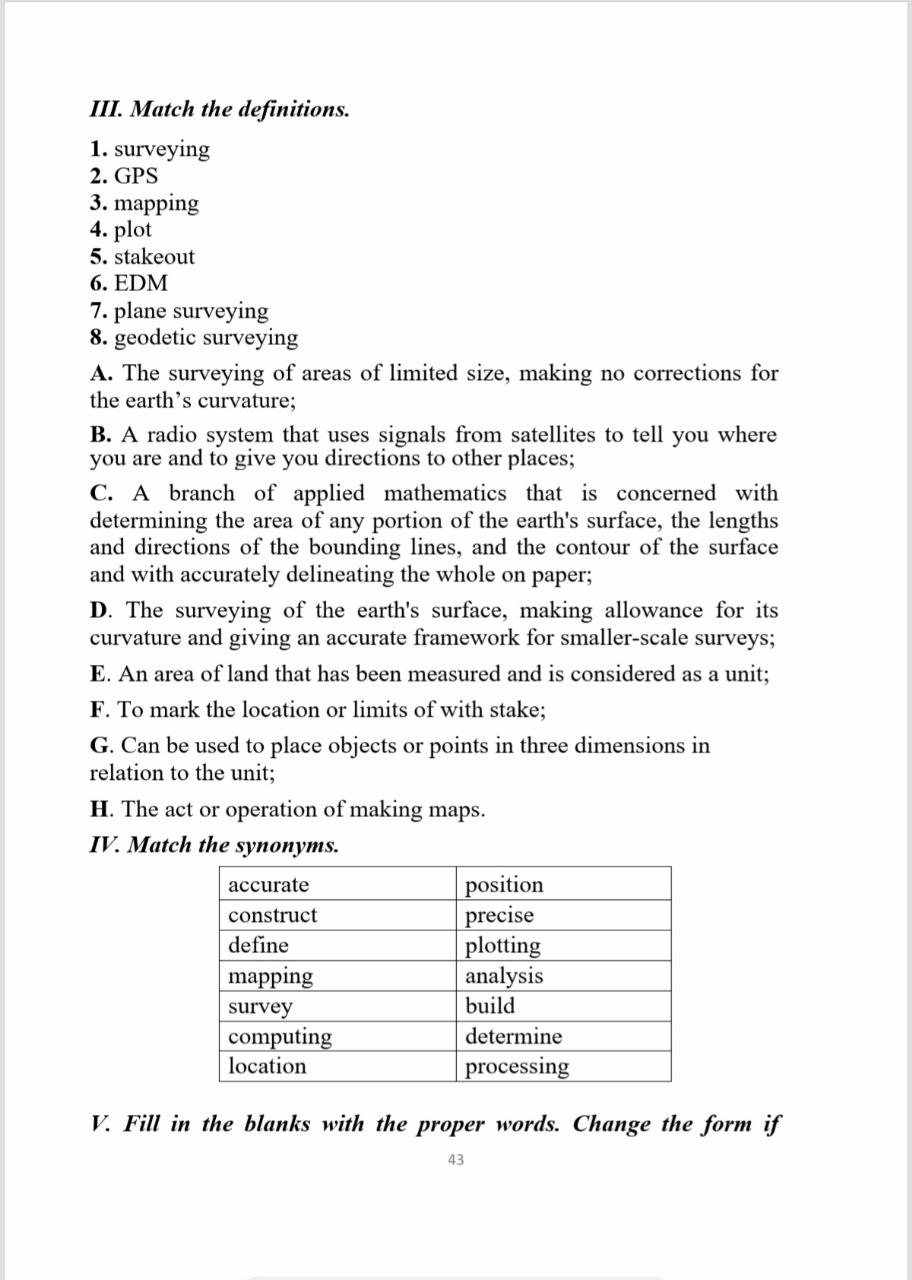 III. Match the definitions.
1. surveying
2. GPS
3. mapping
4. plot
5. stakeout
6. EDM
7. plane surveying
8. geodetic surveying
A. The surveying of areas of limited size, making no corrections for
the earth’s curvature;
B. A radio system that uses signals from satellites to tell you where
you are and to give you directions to other places;
C. A branch of applied mathematics that is concerned with
determining the area of any portion of the earth's surface, the lengths
and directions of the bounding lines, and the contour of the surface
and with accurately delineating the whole on paper;
D. The surveying of the earth's surface, making allowance for its
curvature and giving an accurate framework for smaller-scale surveys;
E. An area of land that has been measured and is considered as a unit;
F. To mark the location or limits of with stake;
G. Can be used to place objects or points in three dimensions in
relation to the unit;
H. The act or operation of making maps.
IV. Match the synonyms.
accurate position
construct precise
define plotting
mapping analysis
survey build
computing determine
location processing
V. Fill in the blanks with the proper words. Change the form if
43